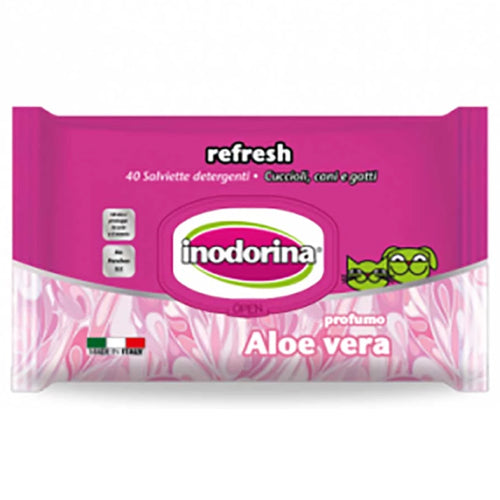 refresh
40 Salviette detergenti • Cuccioli, cani e gatti
inodorina®
OPEN
profumo
Aloe vera
MADE IN ITALY